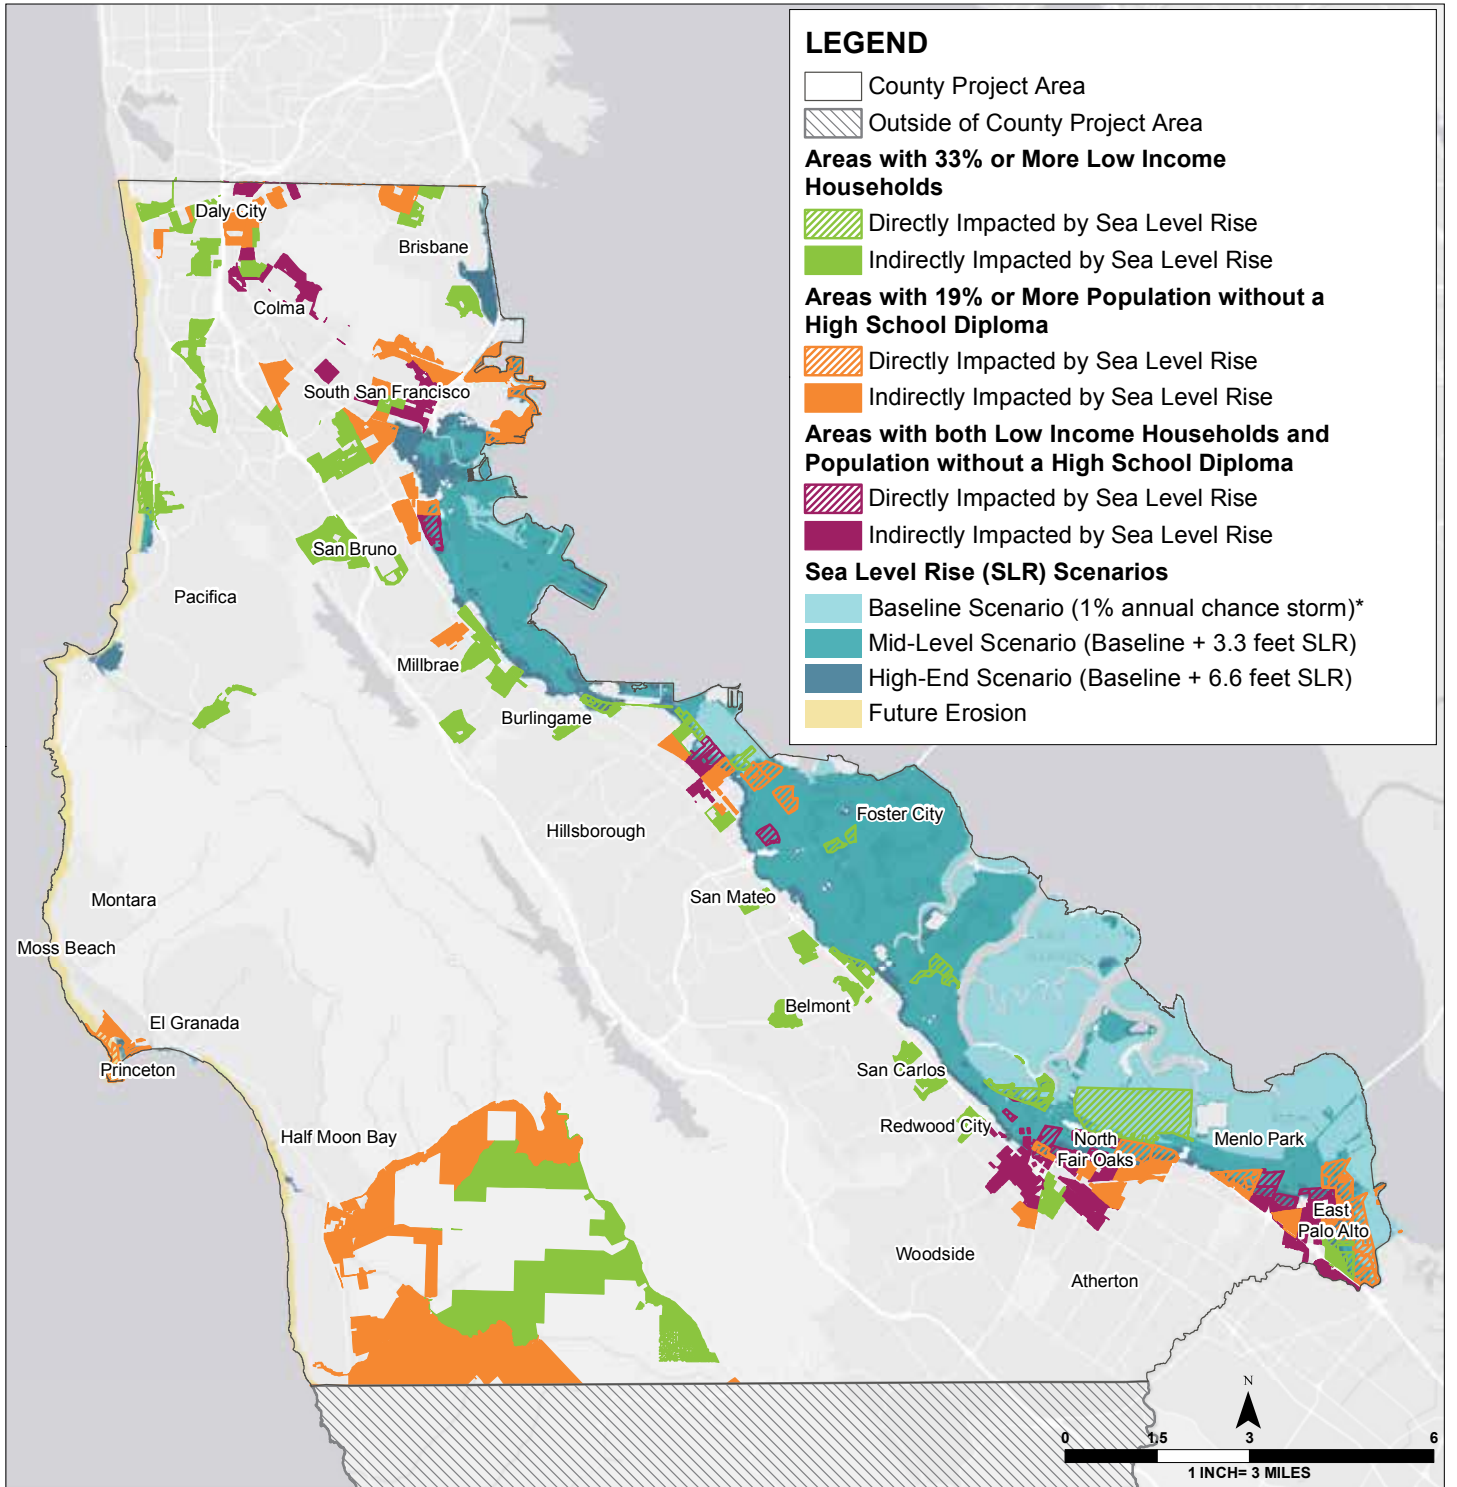 LEGEND
County Project Area
Outside of County Project Area
Areas with 33% or More Low Income
Households
Directly Impacted by Sea Level Rise
Indirectly Impacted by Sea Level Rise
Areas with 19% or More Population without a
High School Diploma
Directly Impacted by Sea Level Rise
Indirectly Impacted by Sea Level Rise
Areas with both Low Income Households and
Population without a High School Diploma
Directly Impacted by Sea Level Rise
Indirectly Impacted by Sea Level Rise
Sea Level Rise (SLR) Scenarios
Baseline Scenario (1% annual chance storm)*
Mid-Level Scenario (Baseline + 3.3 feet SLR)
High-End Scenario (Baseline + 6.6 feet SLR)
Future Erosion
Daly City
Brisbane
Colma
South San Francisco
San Bruno
Pacifica
Millbrae
Burlingame
Foster City
Hillsborough
San Mateo
Montara
Moss Beach
Belmont
El Granada
Princeton
San Carlos
Redwood City
Half Moon Bay
North
Fair Oaks
Menlo Park
East
Palo Alto
Woodside
Atherton
N
0 1.5 3 6
1 INCH= 3 MILES